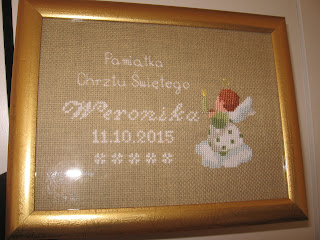 Pamiątka
Chrztu Świętego
Weronika
11.10.2015